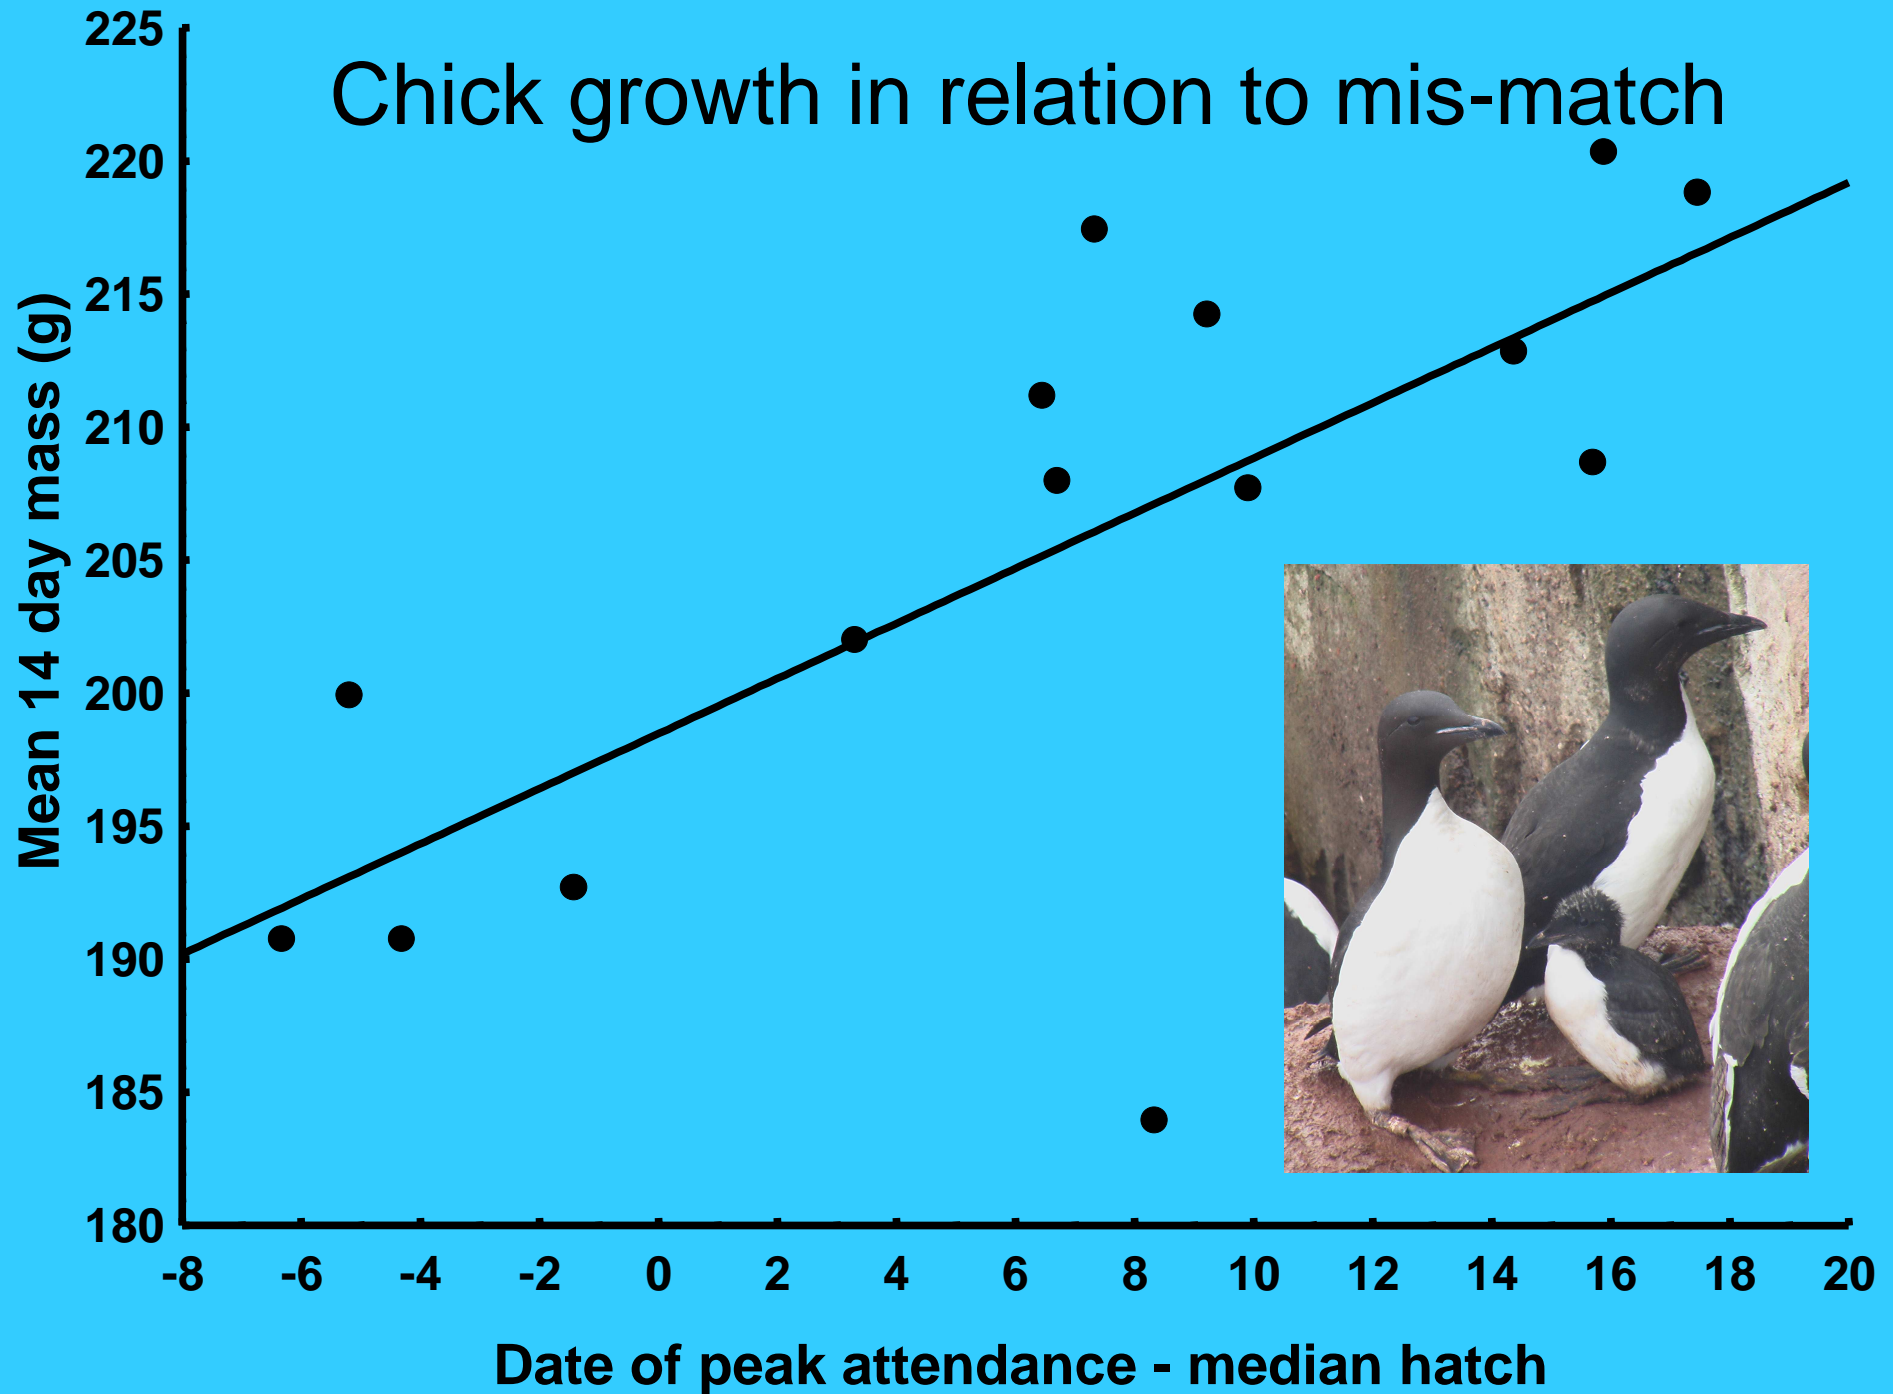 Chick growth in relation to mis-match
Mean 14 day mass (g)
225
220
215
210
205
200
195
190
185
180
-8 -6 -4 -2 0 2 4 6 8 10 12 14 16 18 20
Date of peak attendance - median hatch